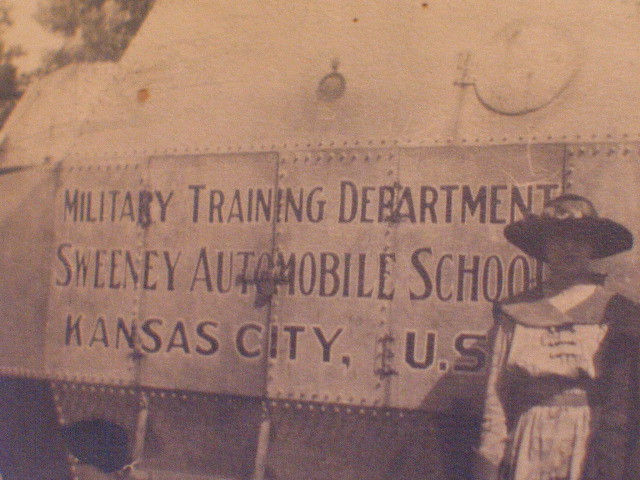 MILITARY TRAINING DEPARTMENT
SWEENEY AUTOMOBILE SCHOOL
KANSAS CITY, U.S